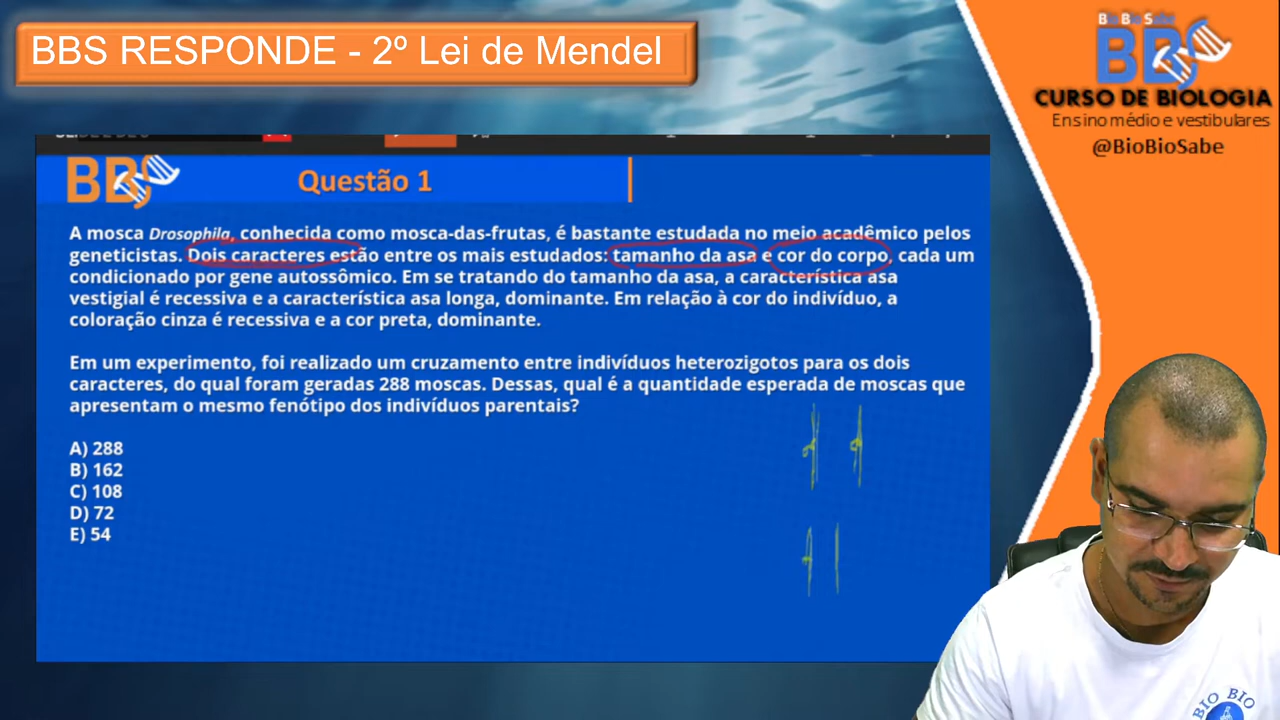 BBS RESPONDE - 2º Lei de Mendel
Bio Bio Sabe
BBS
CURSO DE BIOLOGIA
Ensino médio e vestibulares
@BioBioSabe
BBS
Questão 1
A mosca Drosophila, conhecida como mosca-das-frutas, é bastante estudada no meio acadêmico pelos
geneticistas. Dois caracteres estão entre os mais estudados: tamanho da asa e cor do corpo, cada um
condicionado por gene autossômico. Em se tratando do tamanho da asa, a característica asa
vestigial é recessiva e a característica asa longa, dominante. Em relação à cor do indivíduo, a
coloração cinza é recessiva e a cor preta, dominante.
Em um experimento, foi realizado um cruzamento entre indivíduos heterozigotos para os dois
caracteres, do qual foram geradas 288 moscas. Dessas, qual é a quantidade esperada de moscas que
apresentam o mesmo fenótipo dos indivíduos parentais?
A) 288
B) 162
C) 108
D) 72
E) 54
BIO BIO